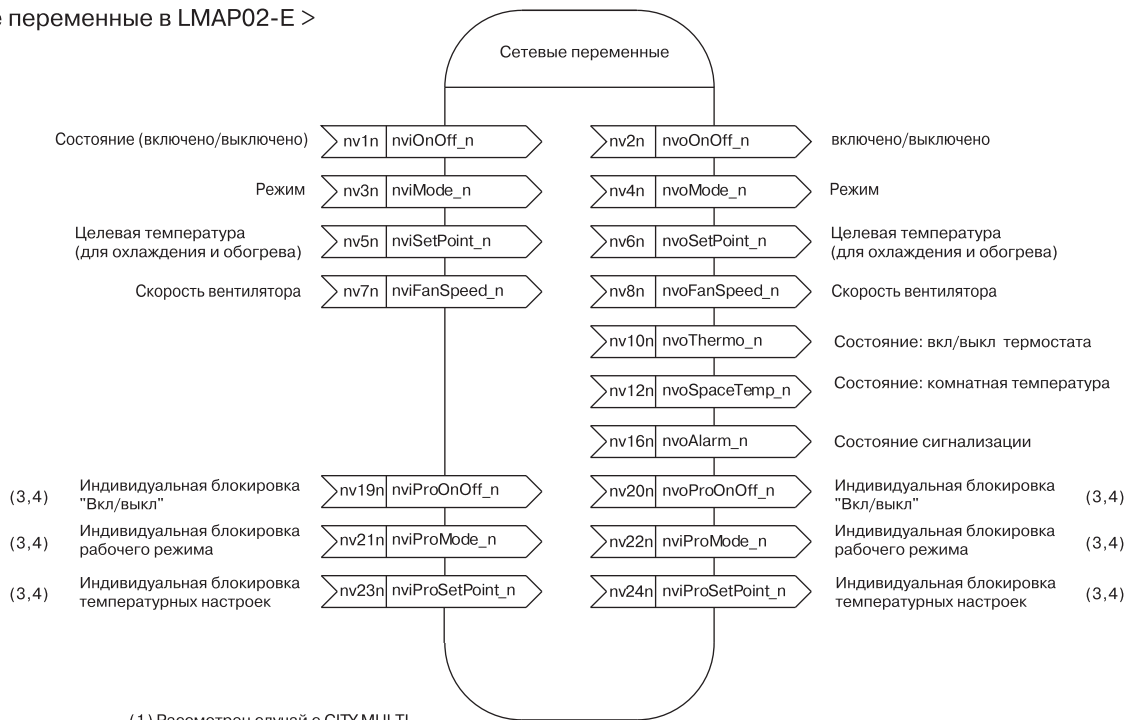 е переменные в LMAP02-E >
Сетевые переменные
Состояние (включено/выключено) nv1n nviOnOff_n nv2n nvoOnOff_n включено/выключено
Режим nv3n nviMode_n nv4n nvoMode_n Режим
Целевая температура
(для охлаждения и обогрева) nv5n nviSetPoint_n nv6n nvoSetPoint_n Целевая температура
(для охлаждения и обогрева)
Скорость вентилятора nv7n nviFanSpeed_n nv8n nvoFanSpeed_n Скорость вентилятора
nv10n nvoThermo_n Состояние: вкл/выкл термостата
nv12n nvoSpaceTemp_n Состояние: комнатная температура
nv16n nvoAlarm_n Состояние сигнализации
(3,4) Индивидуальная блокировка
"Вкл/выкл" nv19n nviProOnOff_n nv20n nvoProOnOff_n Индивидуальная блокировка
"Вкл/выкл" (3,4)
(3,4) Индивидуальная блокировка
рабочего режима nv21n nviProMode_n nv22n nviProMode_n Индивидуальная блокировка
рабочего режима (3,4)
(3,4) Индивидуальная блокировка
температурных настроек nv23n nviProSetPoint_n nv24n nviProSetPoint_n Индивидуальная блокировка
температурных настроек (3,4)
(1) Рассмотрен случай с CITY MULTI